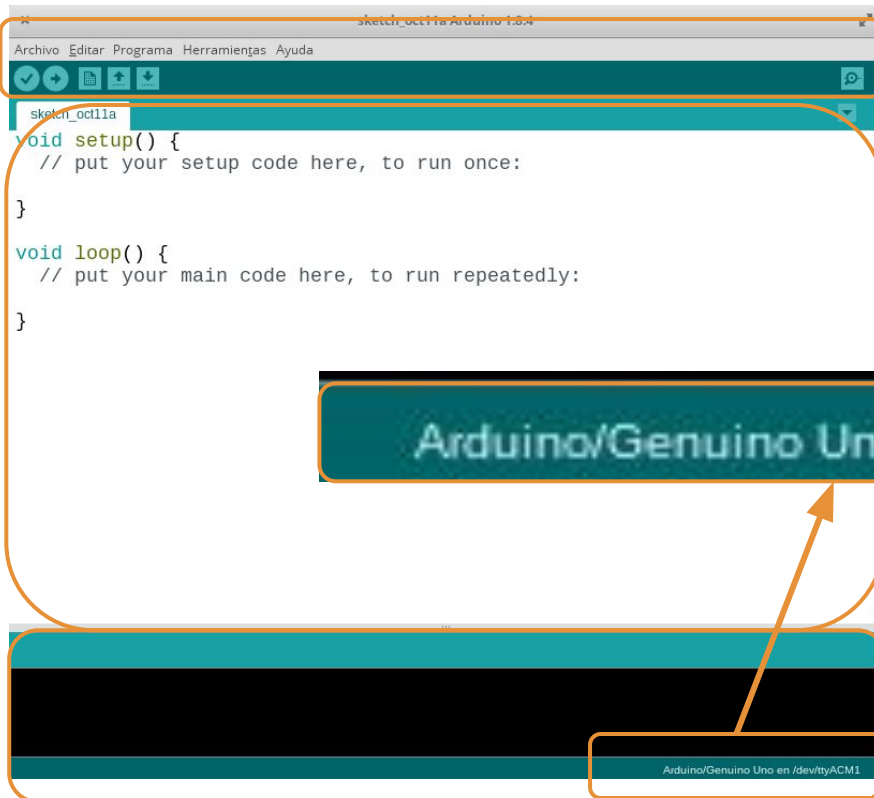 sketch_oct11a Arduino 1.8.4
Archivo Editar Programa Herramientas Ayuda
sketch_oct11a
void setup() {
// put your setup code here, to run once:
}
void loop() {
// put your main code here, to run repeatedly:
}
Arduino/Genuino Un
Arduino/Genuino Uno en /dev/ttyACM1